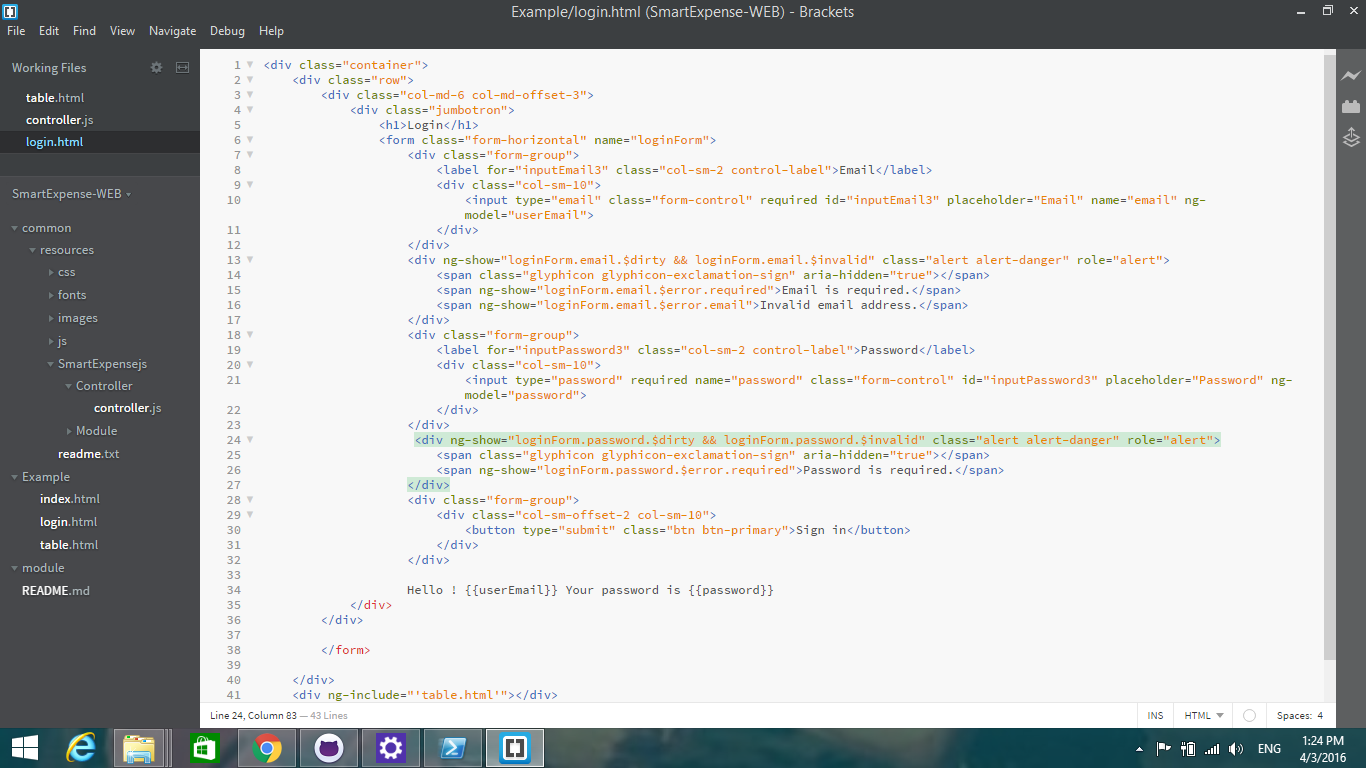 Example/login.html (SmartExpense-WEB) - Brackets
File Edit Find View Navigate Debug Help
Working Files
table.html
controller.js
login.html
SmartExpense-WEB
common
resources
css
fonts
images
js
SmartExpensejs
Controller
controller.js
Module
readme.txt
Example
index.html
login.html
table.html
module
README.md
1 <div class="container">
2 <div class="row">
3 <div class="col-md-6 col-md-offset-3">
4 <div class="jumbotron">
5 <h1>Login</h1>
6 <form class="form-horizontal" name="loginForm">
7 <div class="form-group">
8 <label for="inputEmail3" class="col-sm-2 control-label">Email</label>
9 <div class="col-sm-10">
10 <input type="email" class="form-control" required id="inputEmail3" placeholder="Email" name="email" ng-
model="userEmail">
11 </div>
12 </div>
13 <div ng-show="loginForm.email.$dirty && loginForm.email.$invalid" class="alert alert-danger" role="alert">
14 <span class="glyphicon glyphicon-exclamation-sign" aria-hidden="true"></span>
15 <span ng-show="loginForm.email.$error.required">Email is required.</span>
16 <span ng-show="loginForm.email.$error.email">Invalid email address.</span>
17 </div>
18 <div class="form-group">
19 <label for="inputPassword3" class="col-sm-2 control-label">Password</label>
20 <div class="col-sm-10">
21 <input type="password" required name="password" class="form-control" id="inputPassword3" placeholder="Password" ng-
model="password">
22 </div>
23 </div>
24 <div ng-show="loginForm.password.$dirty && loginForm.password.$invalid" class="alert alert-danger" role="alert">
25 <span class="glyphicon glyphicon-exclamation-sign" aria-hidden="true"></span>
26 <span ng-show="loginForm.password.$error.required">Password is required.</span>
27 </div>
28 <div class="form-group">
29 <div class="col-sm-offset-2 col-sm-10">
30 <button type="submit" class="btn btn-primary">Sign in</button>
31 </div>
32 </div>
33
34 Hello ! {{userEmail}} Your password is {{password}}
35 </div>
36 </div>
37
38 </form>
39
40 </div>
41 <div ng-include="'table.html'"></div>
Line 24, Column 83 — 43 Lines
INS HTML Spaces: 4
ENG
1:24 PM
4/3/2016